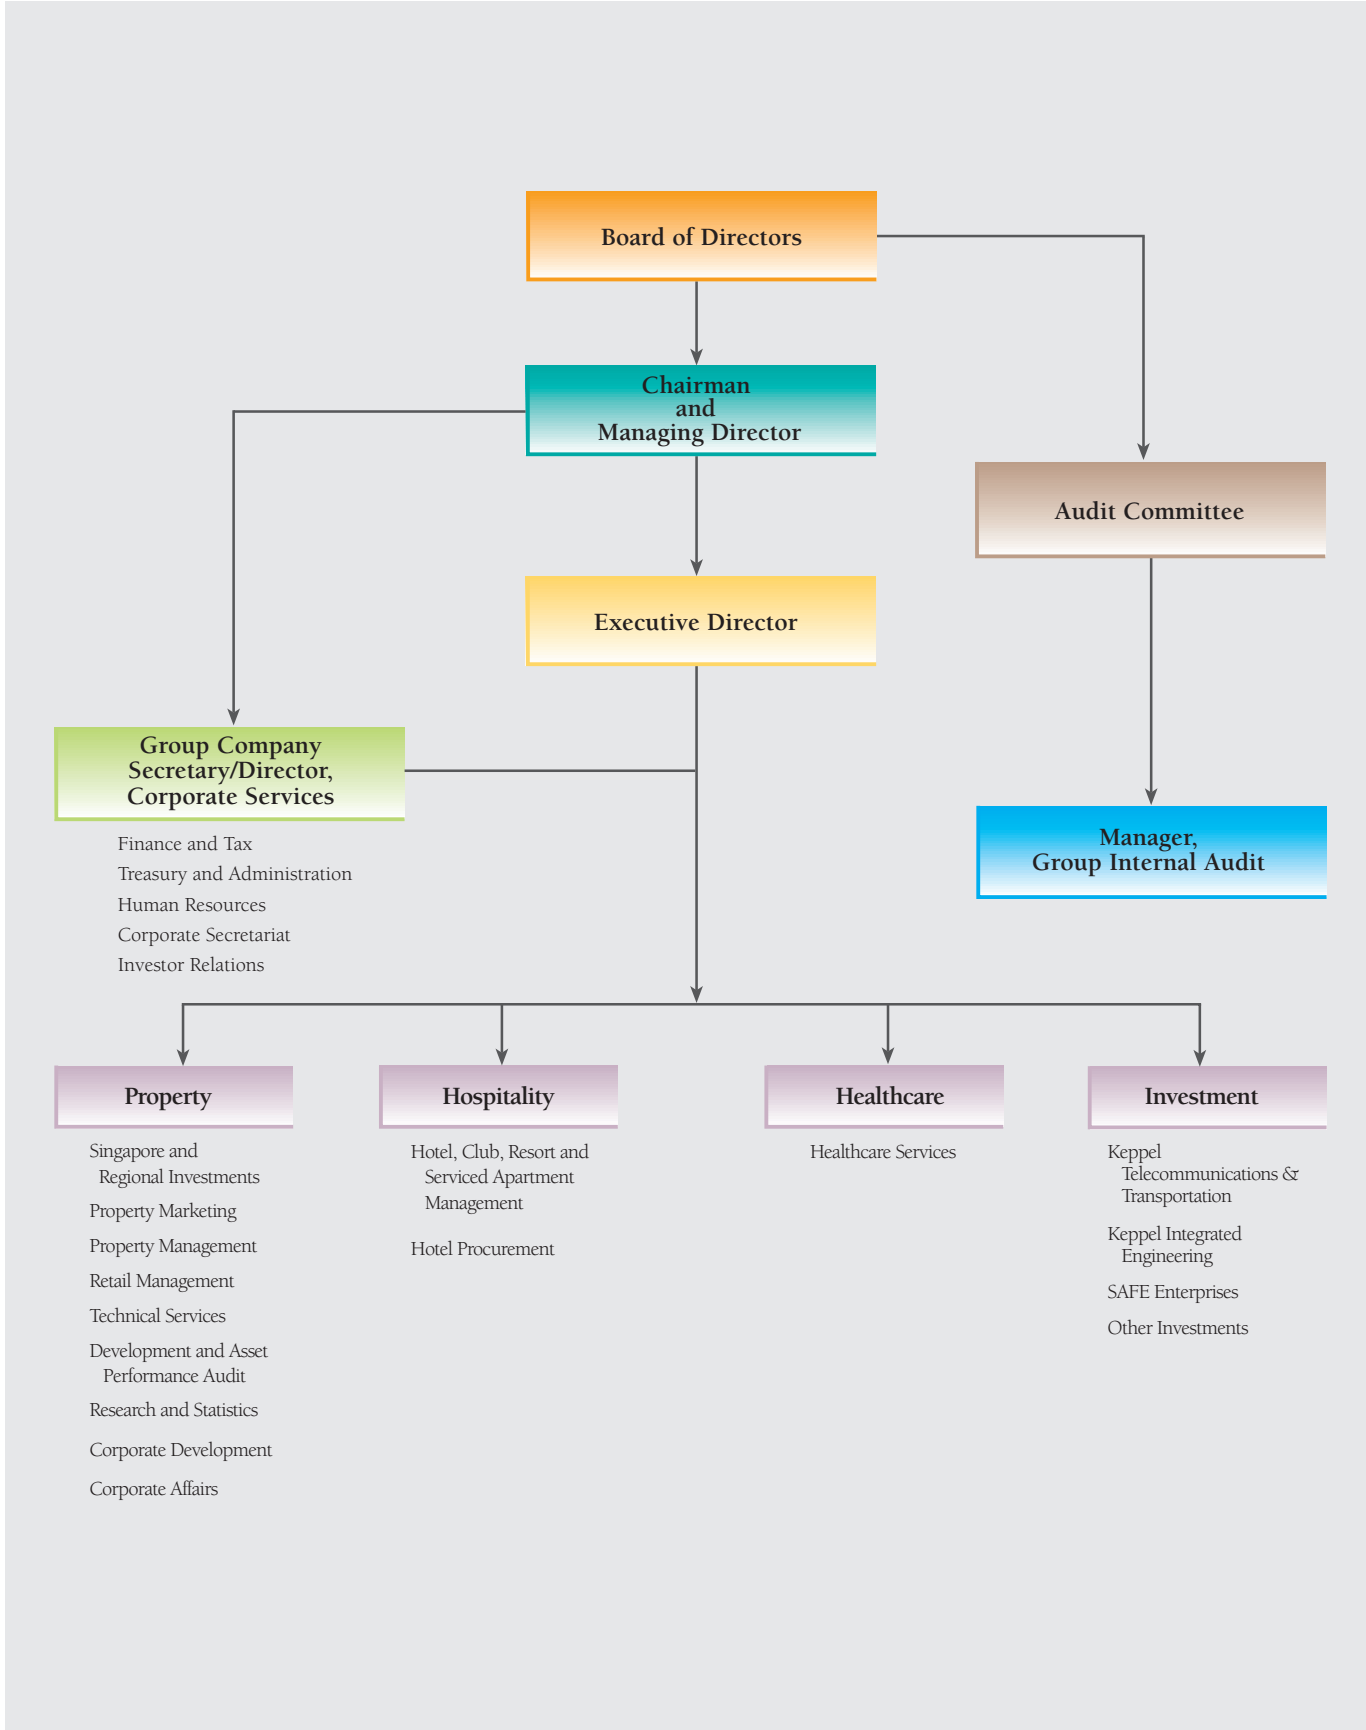 Board of Directors
Chairman
and
Managing Director
Audit Committee
Executive Director
Group Company
Secretary/Director,
Corporate Services
Finance and Tax
Treasury and Administration
Human Resources
Corporate Secretariat
Investor Relations
Manager,
Group Internal Audit
Property
Singapore and
Regional Investments
Property Marketing
Property Management
Retail Management
Technical Services
Development and Asset
Performance Audit
Research and Statistics
Corporate Development
Corporate Affairs
Hospitality
Hotel, Club, Resort and
Serviced Apartment
Management
Hotel Procurement
Healthcare
Healthcare Services
Investment
Keppel
Telecommunications &
Transportation
Keppel Integrated
Engineering
SAFE Enterprises
Other Investments